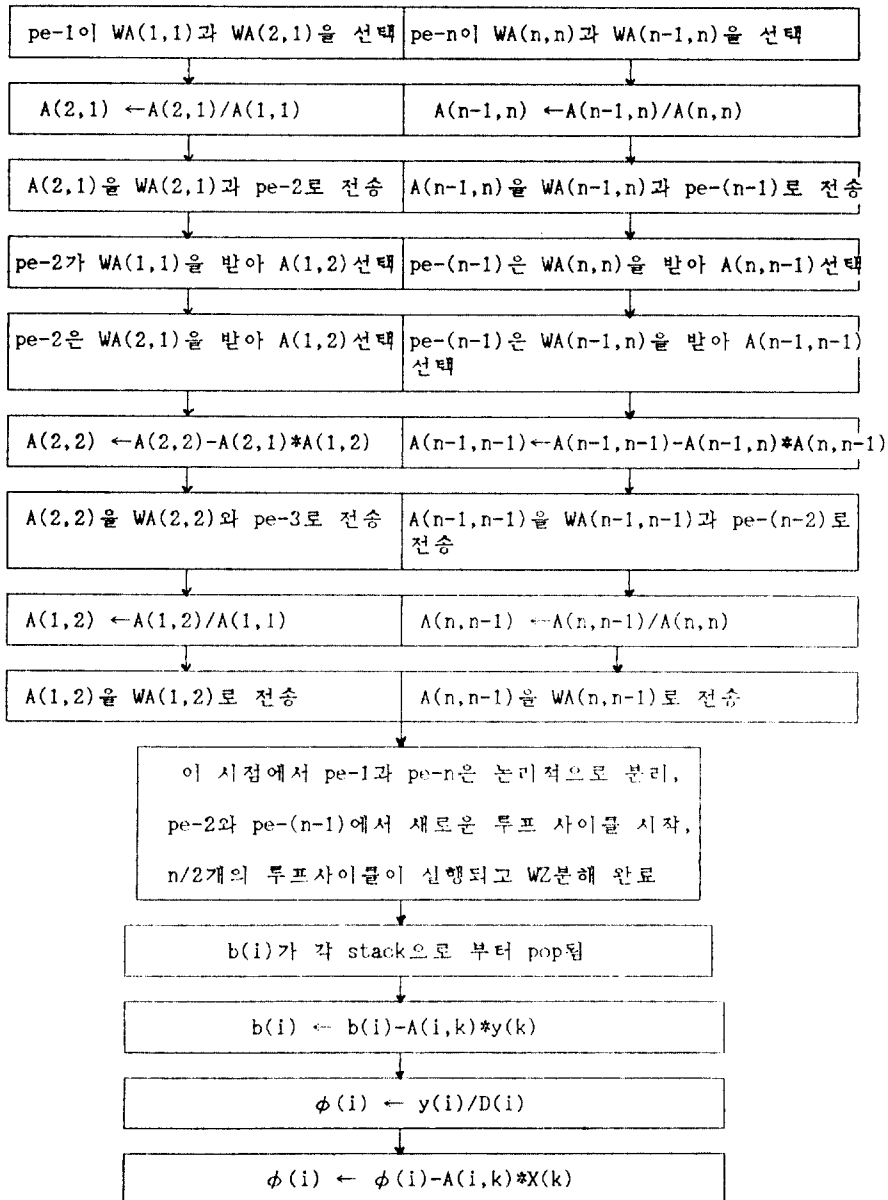 pe-1이 WA(1,1)과 WA(2,1)을 선택
pe-n이 WA(n,n)과 WA(n-1,n)을 선택
A(2,1) ←A(2,1)/A(1,1)
A(n-1,n) ←A(n-1,n)/A(n,n)
A(2,1)을 WA(2,1)과 pe-2로 전송
A(n-1,n)을 WA(n-1,n)과 pe-(n-1)로 전송
pe-2가 WA(1,1)을 받아 A(1,2)선택
pe-(n-1)은 WA(n,n)을 받아 A(n,n-1)선택
pe-2은 WA(2,1)을 받아 A(1,2)선택
pe-(n-1)은 WA(n-1,n)을 받아 A(n-1,n-1)
선택
A(2,2) ←A(2,2)-A(2,1)*A(1,2)
A(n-1,n-1)←A(n-1,n-1)-A(n-1,n)*A(n,n-1)
A(2,2)을 WA(2,2)와 pe-3로 전송
A(n-1,n-1)을 WA(n-1,n-1)과 pe-(n-2)로
전송
A(1,2) ←A(1,2)/A(1,1)
A(n,n-1) ←A(n,n-1)/A(n,n)
A(1,2)을 WA(1,2)로 전송
A(n,n-1)을 WA(n,n-1)로 전송
이 시점에서 pe-1과 pe-n은 논리적으로 분리,
pe-2와 pe-(n-1)에서 새로운 루프 사이클 시작,
n/2개의 루프사이클이 실행되고 WZ분해 완료
b(i)가 각 stack으로 부터 pop됨
b(i) ← b(i)-A(i,k)*y(k)
φ(i) ← y(i)/D(i)
φ(i) ← φ(i)-A(i,k)*X(k)